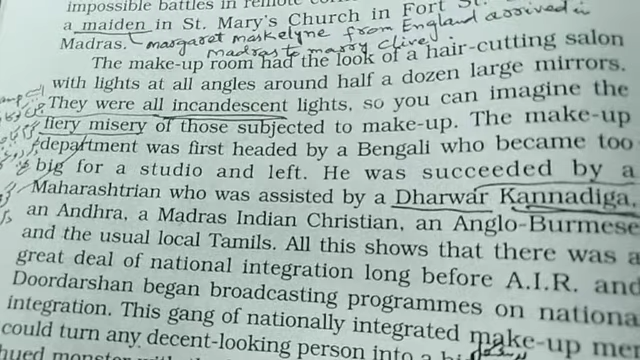 impossible battles in remote
a maiden in St. Mary's Church in Fort St.
Madras. margaret maskelyne from England arrived in
madras to marry clive.
The make-up room had the look of a hair-cutting salon
with lights at all angles around half a dozen large mirrors.
They were all incandescent lights, so you can imagine the
fiery misery of those subjected to make-up. The make-up
department was first headed by a Bengali who became too
big for a studio and left. He was succeeded by a
Maharashtrian who was assisted by a Dharwar Kannadiga,
an Andhra, a Madras Indian Christian, an Anglo-Burmese
and the usual local Tamils. All this shows that there was a
great deal of national integration long before A.I.R. and
Doordarshan began broadcasting programmes on national
integration. This gang of nationally integrated make-up
could turn any decent-looking person into a
hued monster